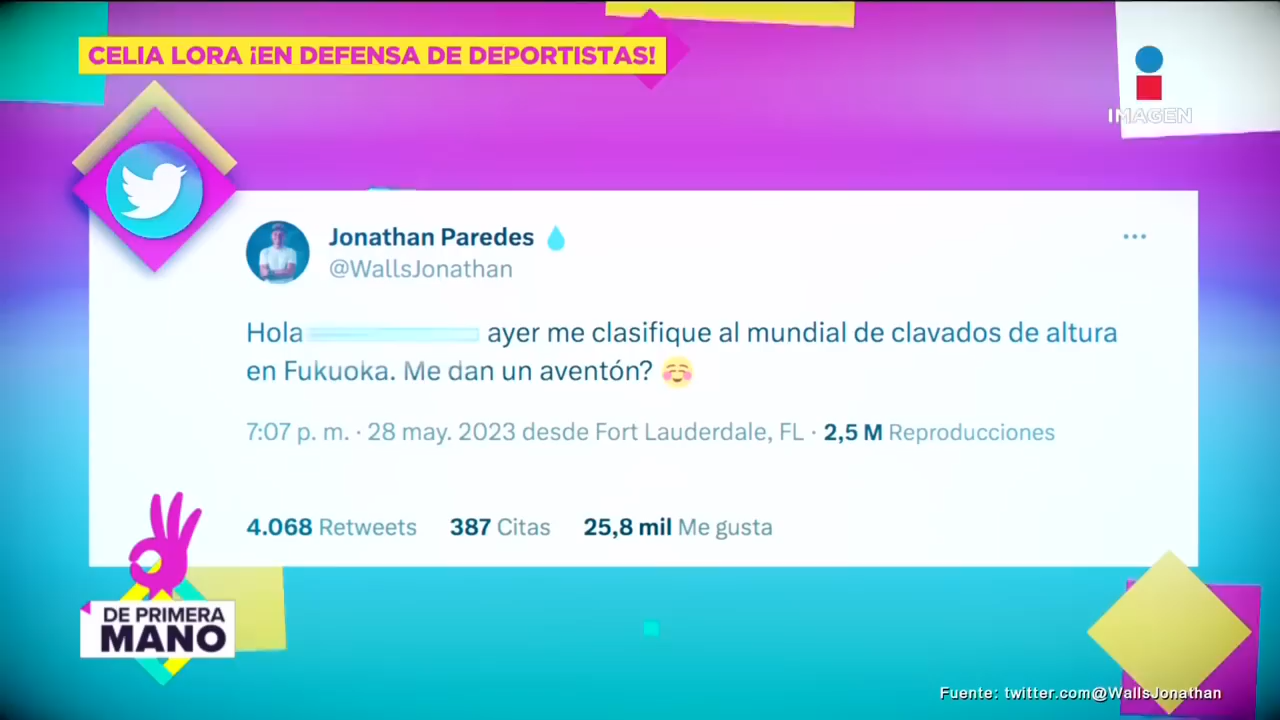 CELIA LORA ¡EN DEFENSA DE DEPORTISTAS!
IMAGEN
Jonathan Paredes
@WallsJonathan
Hola ayer me clasifique al mundial de clavados de altura
en Fukuoka. Me dan un aventón?
7:07 p. m. · 28 may. 2023 desde Fort Lauderdale, FL · 2,5 M Reproducciones
4.068 Retweets 387 Citas 25,8 mil Me gusta
DE PRIMERA
MANO
Fuente: twitter.com@WallsJonathan